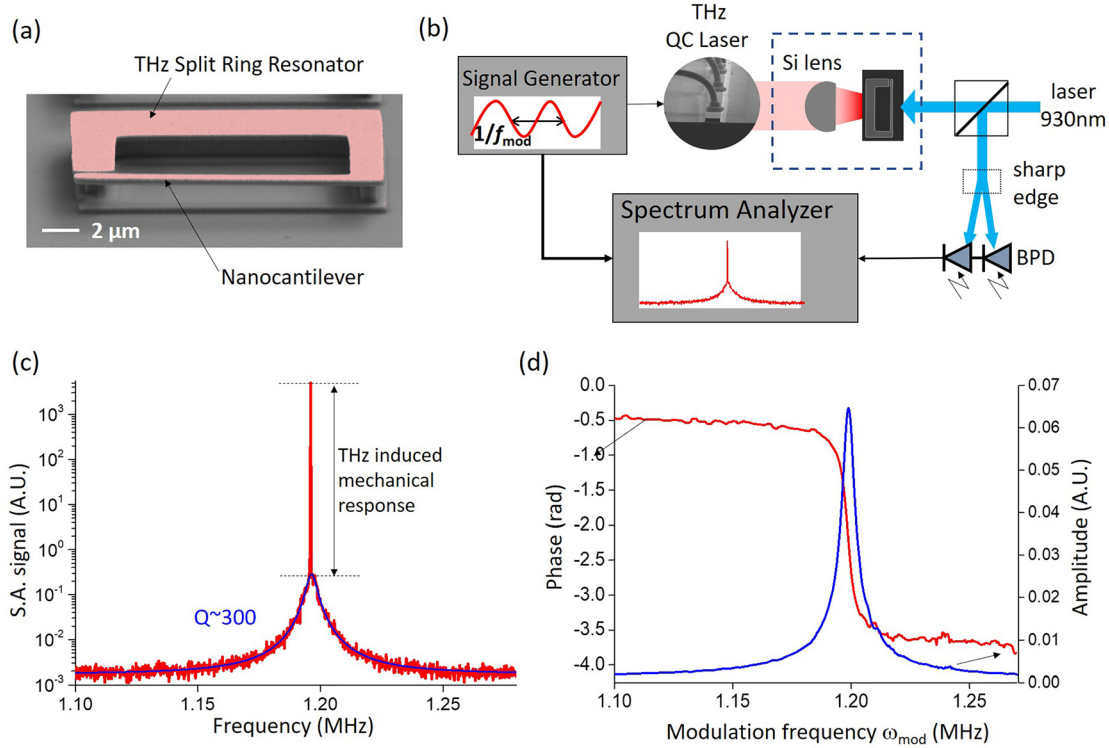 (a)
THz Split Ring Resonator
2 μm
Nanocantilever
(b)
THz
QC Laser
Signal Generator
1/fmod
Si lens
laser
930nm
sharp
edge
Spectrum Analyzer
BPD
(c)
S.A. signal (A.U.)
10³
10²
10¹
10⁰
10⁻¹
10⁻²
10⁻³
THz induced
mechanical
response
Q~300
1.10
1.15
1.20
1.25
Frequency (MHz)
(d)
Phase (rad)
0.0
-0.5
-1.0
-1.5
-2.0
-2.5
-3.0
-3.5
-4.0
0.07
0.06
0.05
0.04
0.03
0.02
0.01
0.00
Amplitude (A.U.)
1.10
1.15
1.20
1.25
Modulation frequency ωmod (MHz)